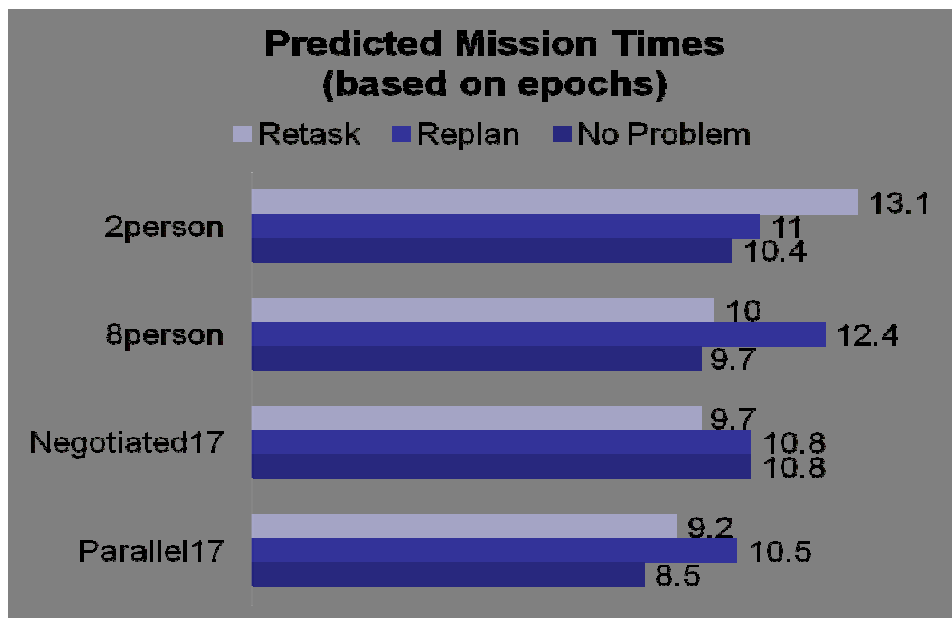 Predicted Mission Times
(based on epochs)
Retask Replan No Problem
2person
13.1
11
10.4
8person
10
12.4
9.7
Negotiated17
9.7
10.8
10.8
Parallel17
9.2
10.5
8.5